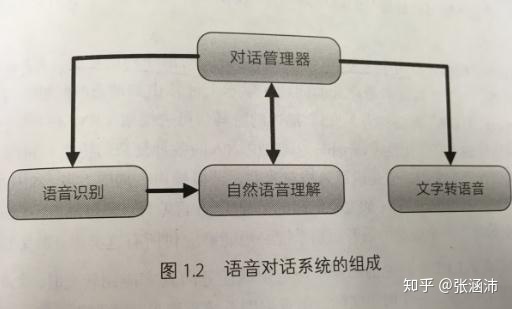 对话管理器
语音识别
自然语音理解
文字转语音
图 1.2 语音对话系统的组成
知乎 @张涵沛